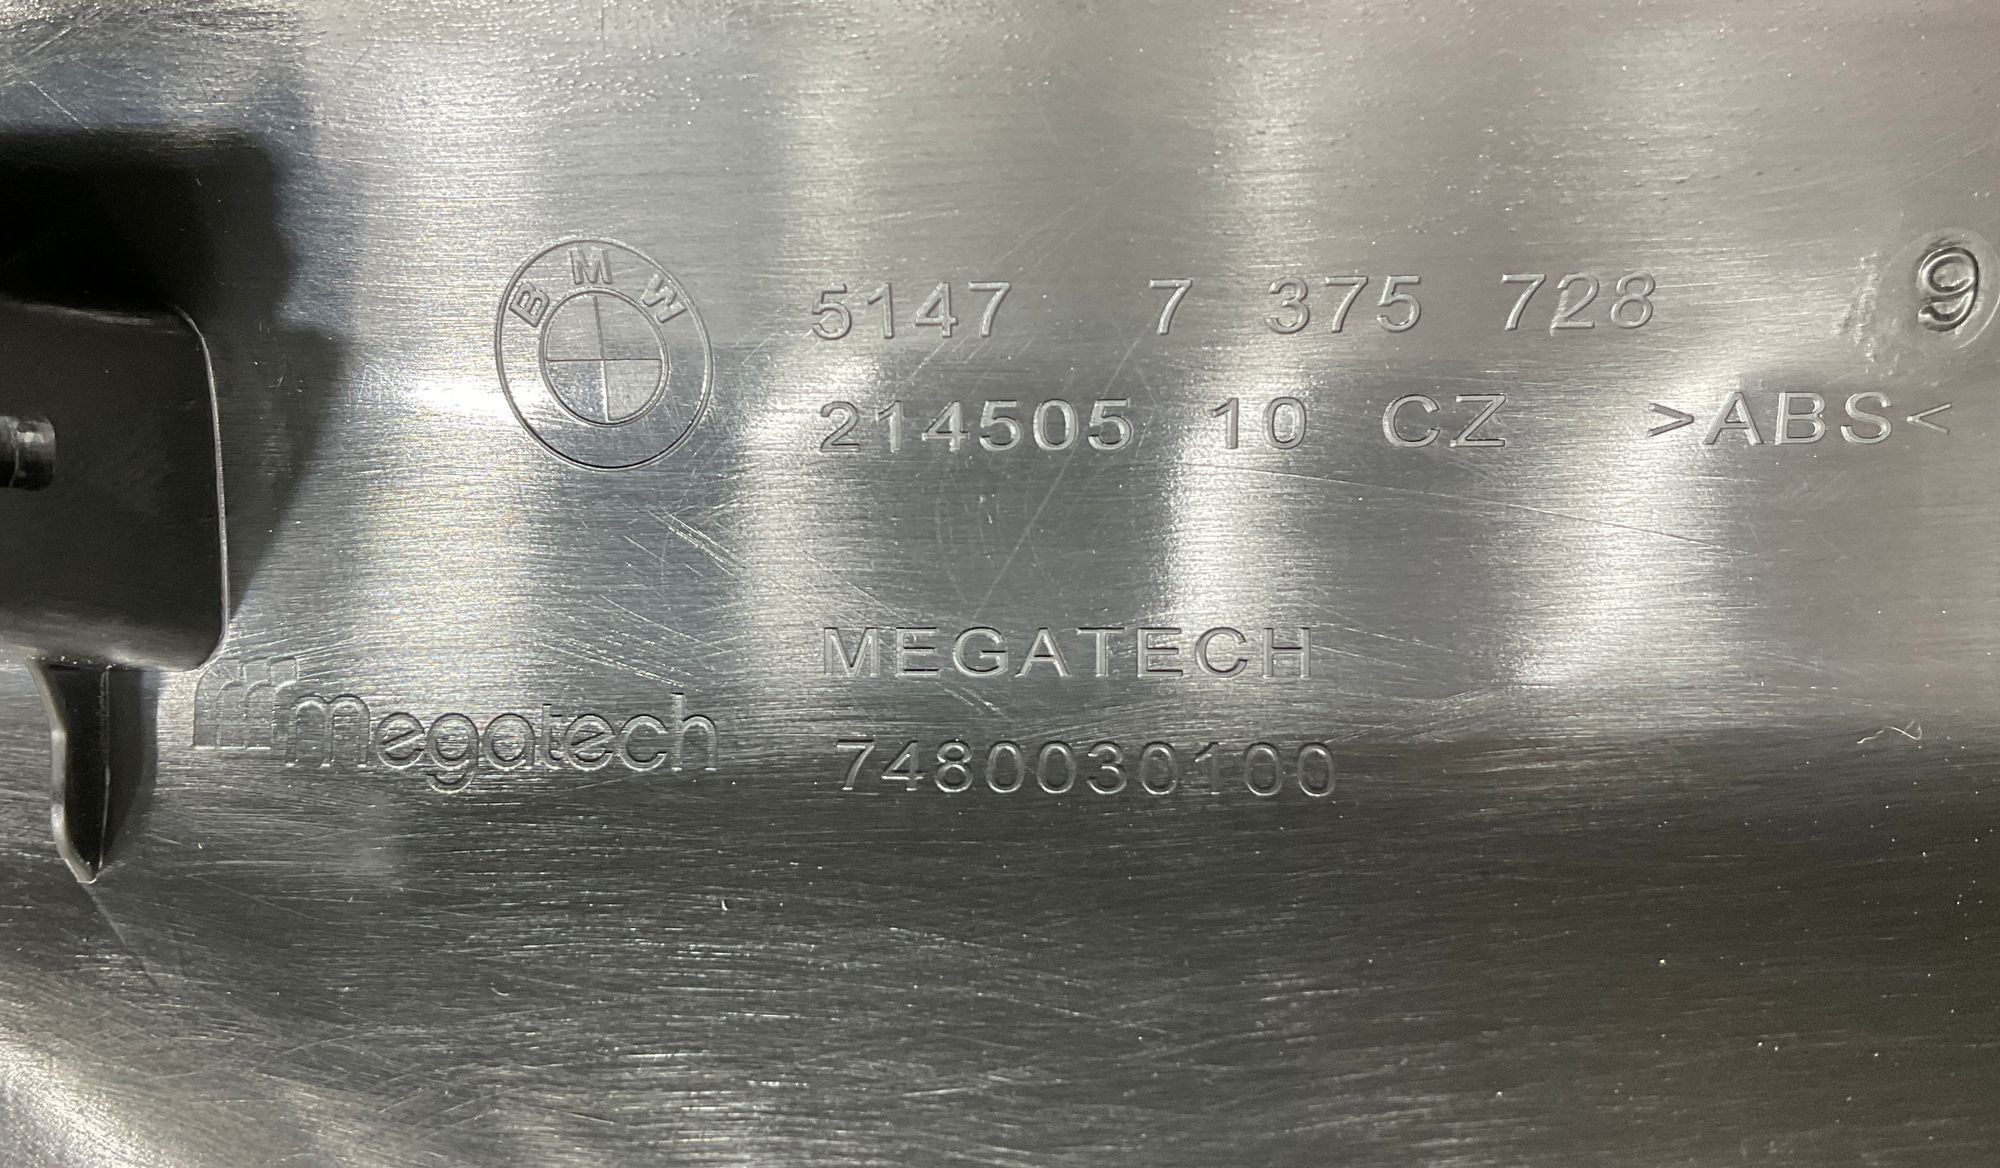 BMW
5147 7 375 728 9
214505 10 CZ >ABS<
MEGATECH
megatech
7480030100